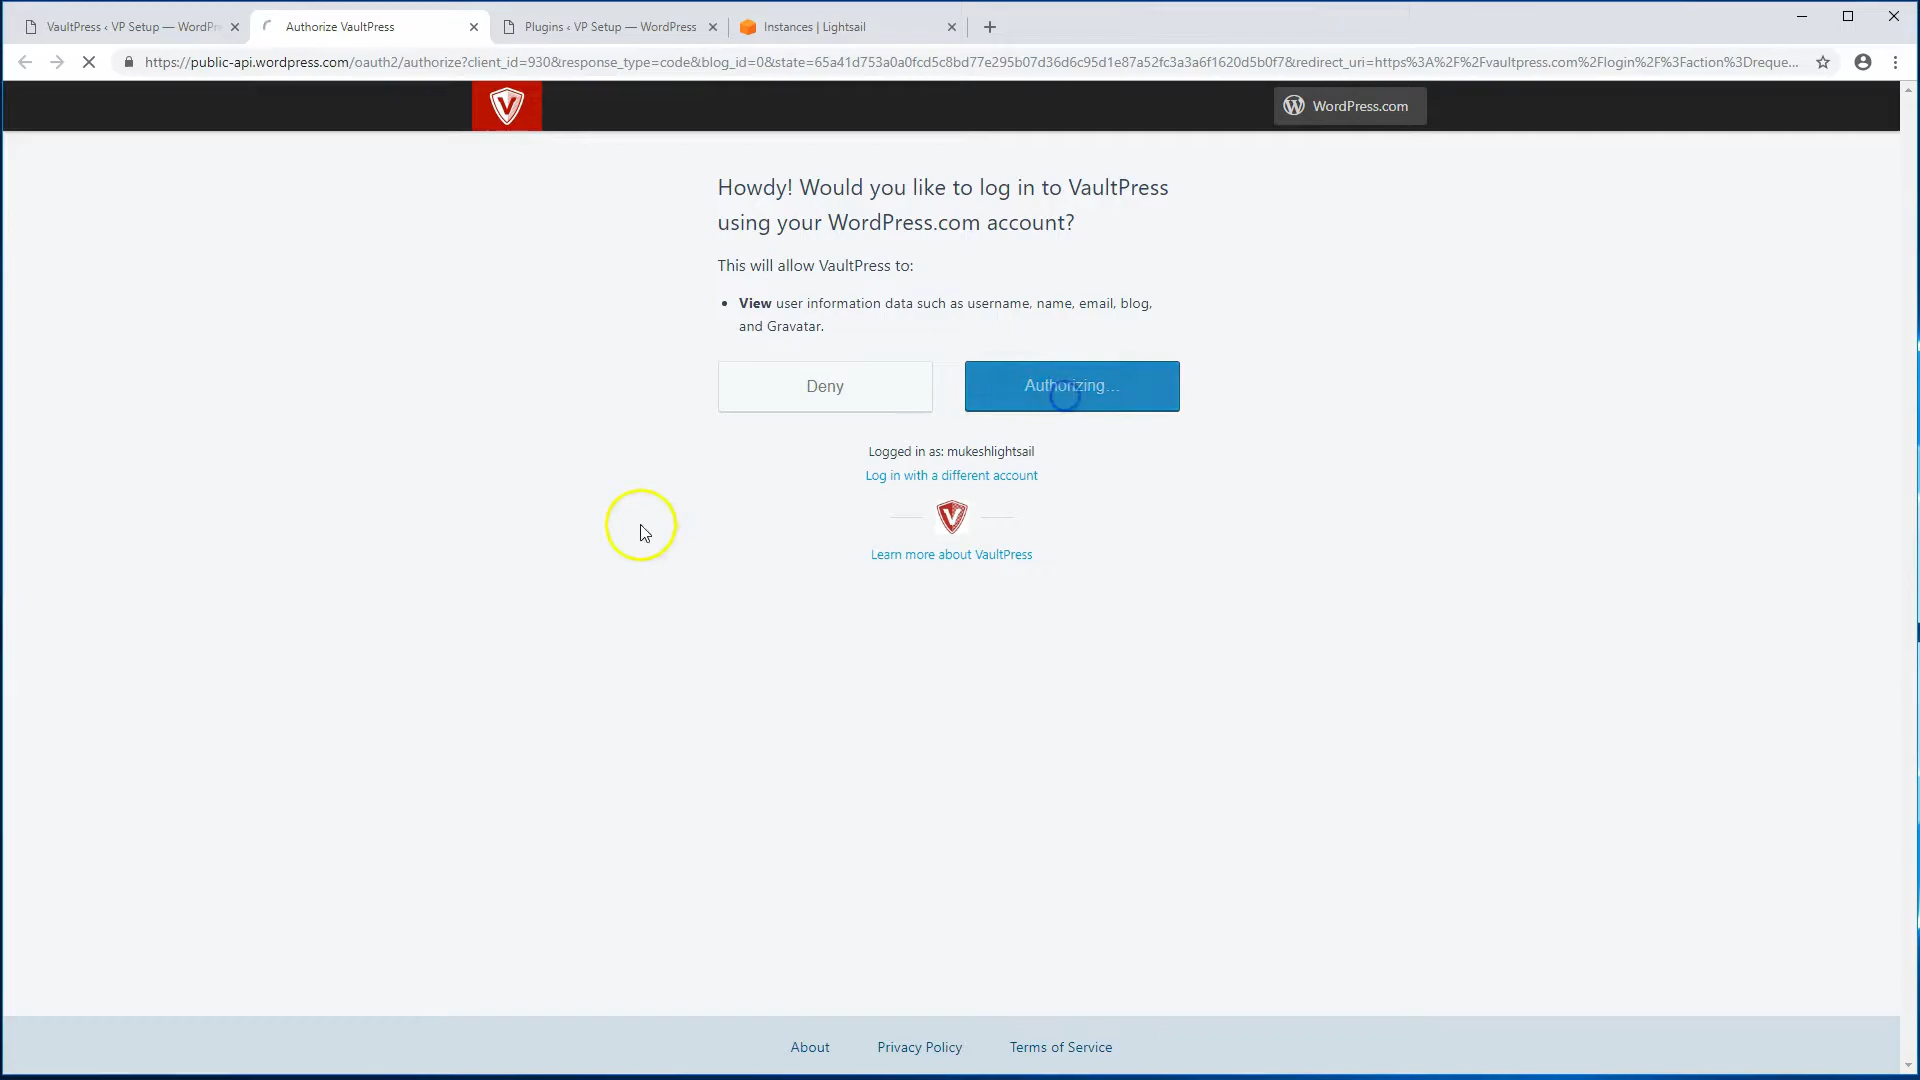 VaultPress ‹ VP Setup — WordPr
Authorize VaultPress
Plugins ‹ VP Setup — WordPress
Instances | Lightsail
https://public-api.wordpress.com/oauth2/authorize?client_id=930&response_type=code&blog_id=0&state=65a41d753a0a0fcd5c8bd77e295b07d36d6c95d1e87a52fc3a3a6f1620d5b0f7&redirect_uri=https%3A%2F%2Fvaultpress.com%2Flogin%2F%3Faction%3Dreque...
V
WordPress.com
Howdy! Would you like to log in to VaultPress
using your WordPress.com account?
This will allow VaultPress to:
• View user information data such as username, name, email, blog,
and Gravatar.
Deny
Authorizing...
Logged in as: mukeshlightsail
Log in with a different account
V
Learn more about VaultPress
About
Privacy Policy
Terms of Service